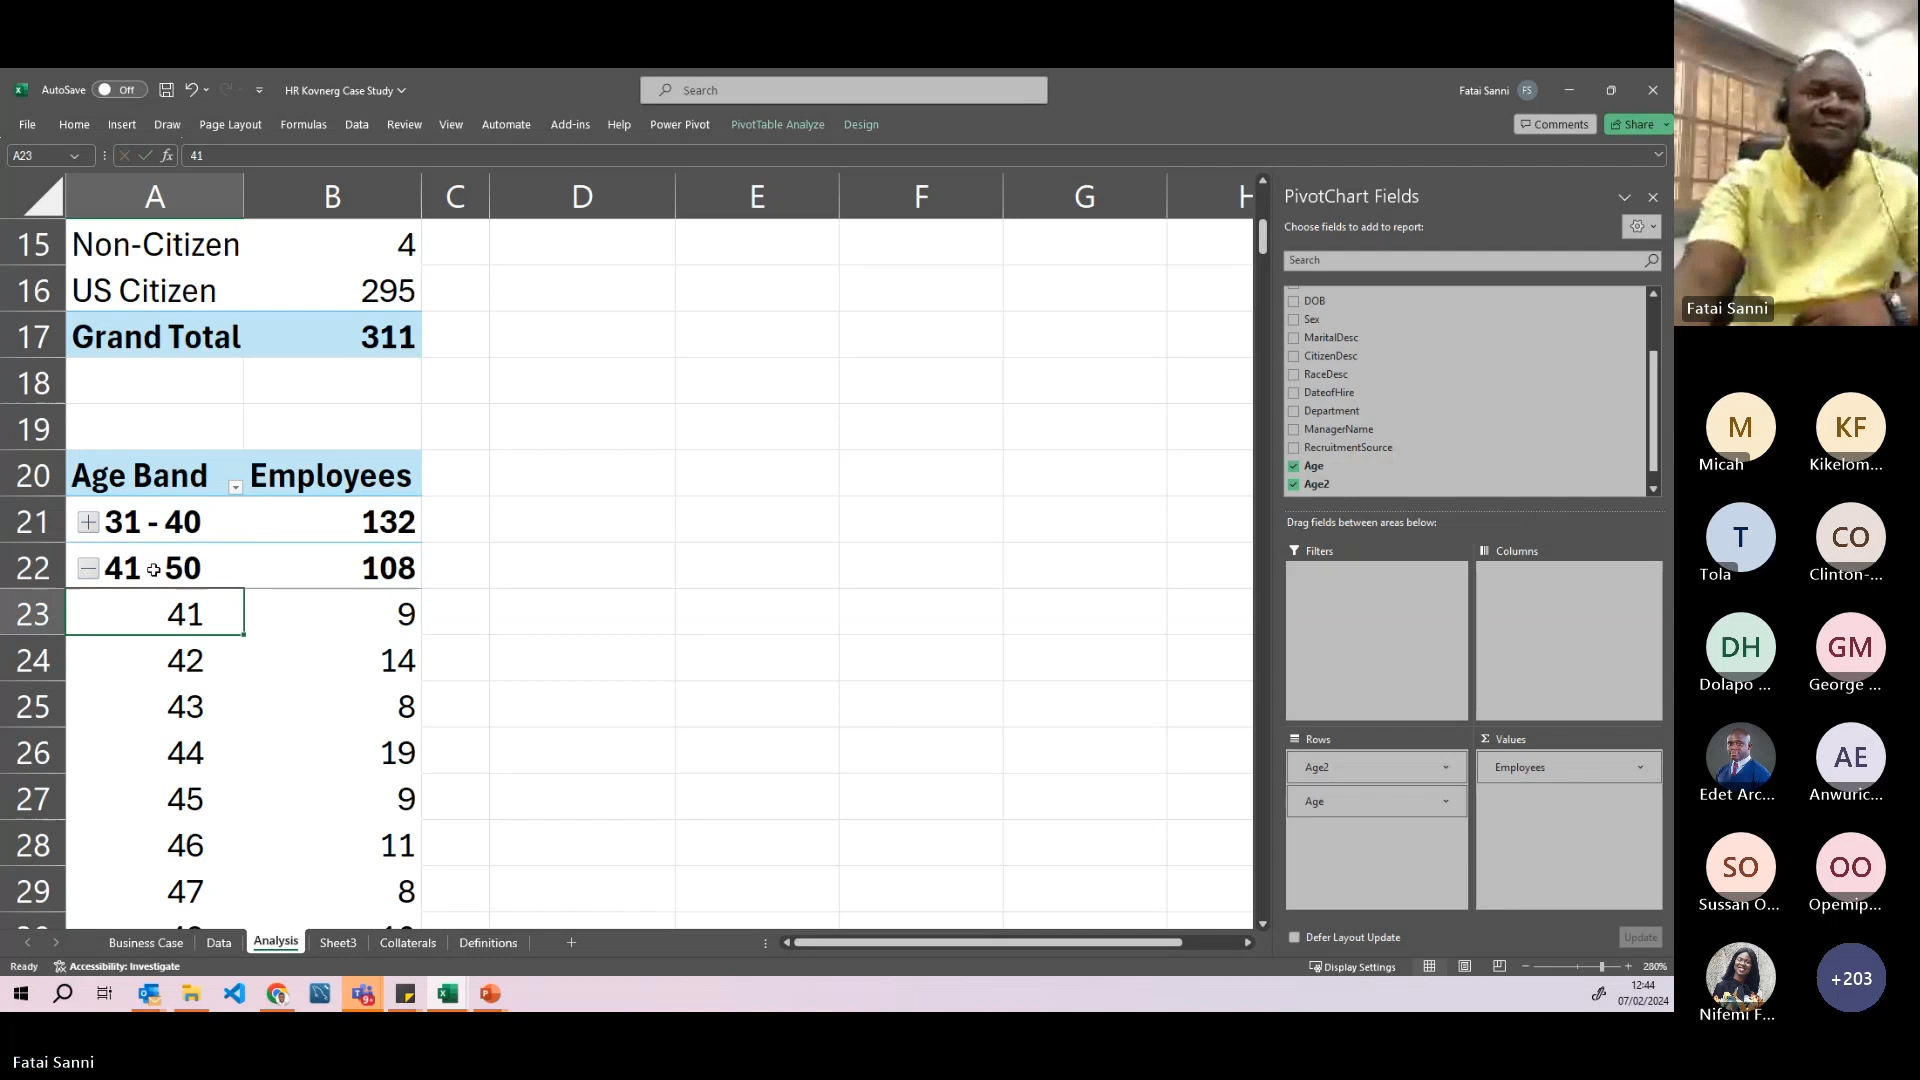 AutoSave Off HR Kovnerg Case Study Search Fatai Sanni FS
File Home Insert Draw Page Layout Formulas Data Review View Automate Add-ins Help Power Pivot PivotTable Analyze Design Comments Share
A23 fx 41
A B C D E F G H
15 Non-Citizen 4
16 US Citizen 295
17 Grand Total 311
18
19
20 Age Band Employees
21 31 - 40 132
22 41 50 108
23 41 9
24 42 14
25 43 8
26 44 19
27 45 9
28 46 11
29 47 8
PivotChart Fields
Choose fields to add to report:
Search
DOB
Sex
MaritalDesc
CitizenDesc
RaceDesc
DateofHire
Department
ManagerName
RecruitmentSource
Age
Age2
Drag fields between areas below:
Filters Columns
Rows Σ Values
Age2 Employees
Age
Defer Layout Update Update
Business Case Data Analysis Sheet3 Collaterals Definitions
Ready Accessibility: Investigate Display Settings 280%
12:44
07/02/2024
Fatai Sanni
M KF
Micah Kikelom...
T CO
Tola Clinton-...
DH GM
Dolapo ... George ...
AE
Edet Arc... Anwuric...
SO OO
Sussan O... Opemip...
+203
Nifemi F...
Fatai Sanni